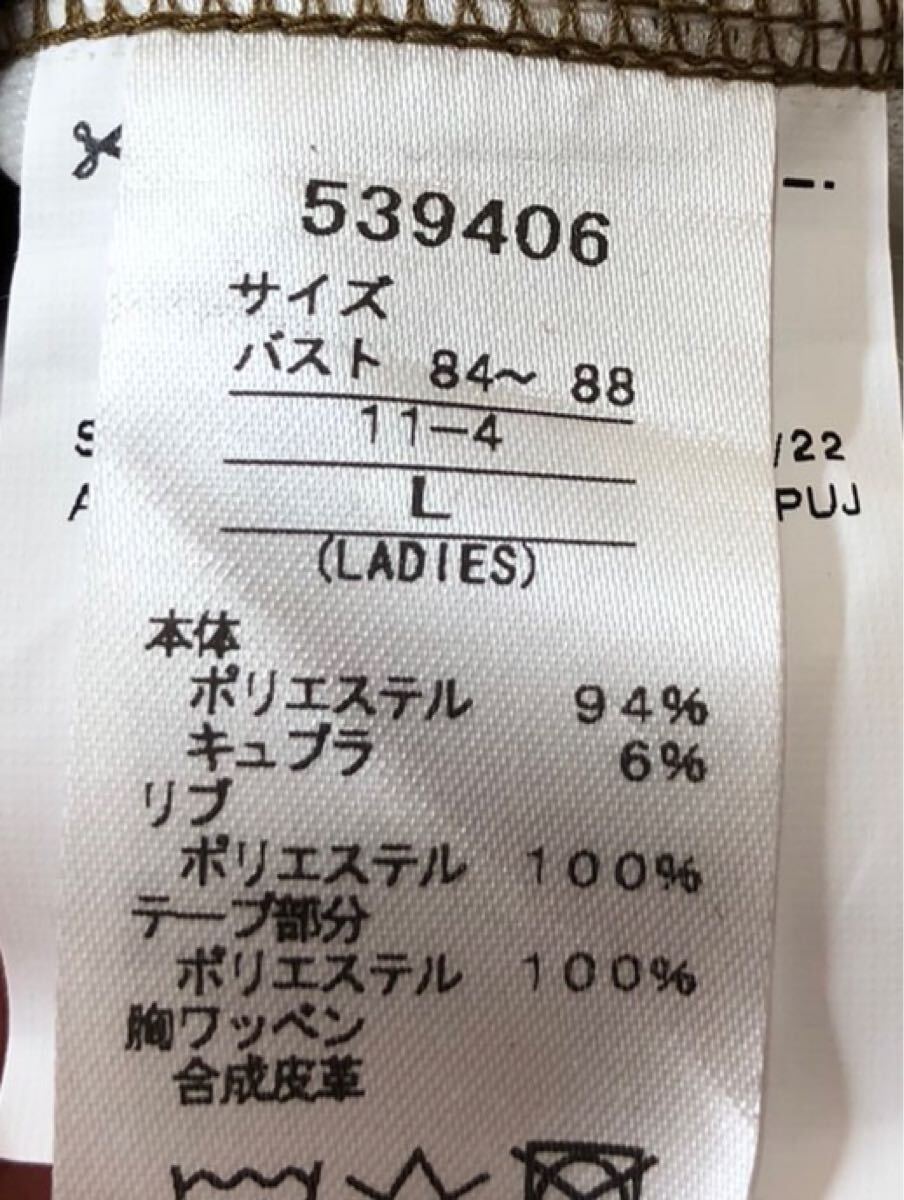 539406
サイズ
バスト 84～ 88
11-4
L
(LADIES)
本体
ポリエステル 94%
キュプラ 6%
リブ
ポリエステル 100%
テープ部分
ポリエステル 100%
胸ワッペン
合成皮革
/22
PUJ